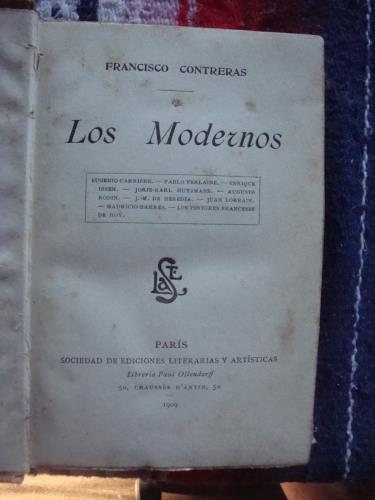 FRANCISCO CONTRERAS
Los Modernos
EUGENIO CARRIÈRE. — PABLO VERLAINE. — ENRIQUE
IBSEN. — JORIS-KARL HUYSMANS. — AUGUSTO
RODIN. — J.-M. DE HEREDIA. — JUAN LORRAIN.
— MAURICIO BARRÈS. — LOS PINTORES FRANCESES
DE HOY.
PARÍS
SOCIEDAD DE EDICIONES LITERARIAS Y ARTÍSTICAS
Librería Paul Ollendorff
50, CHAUSSÉE D'ANTIN, 50
1909